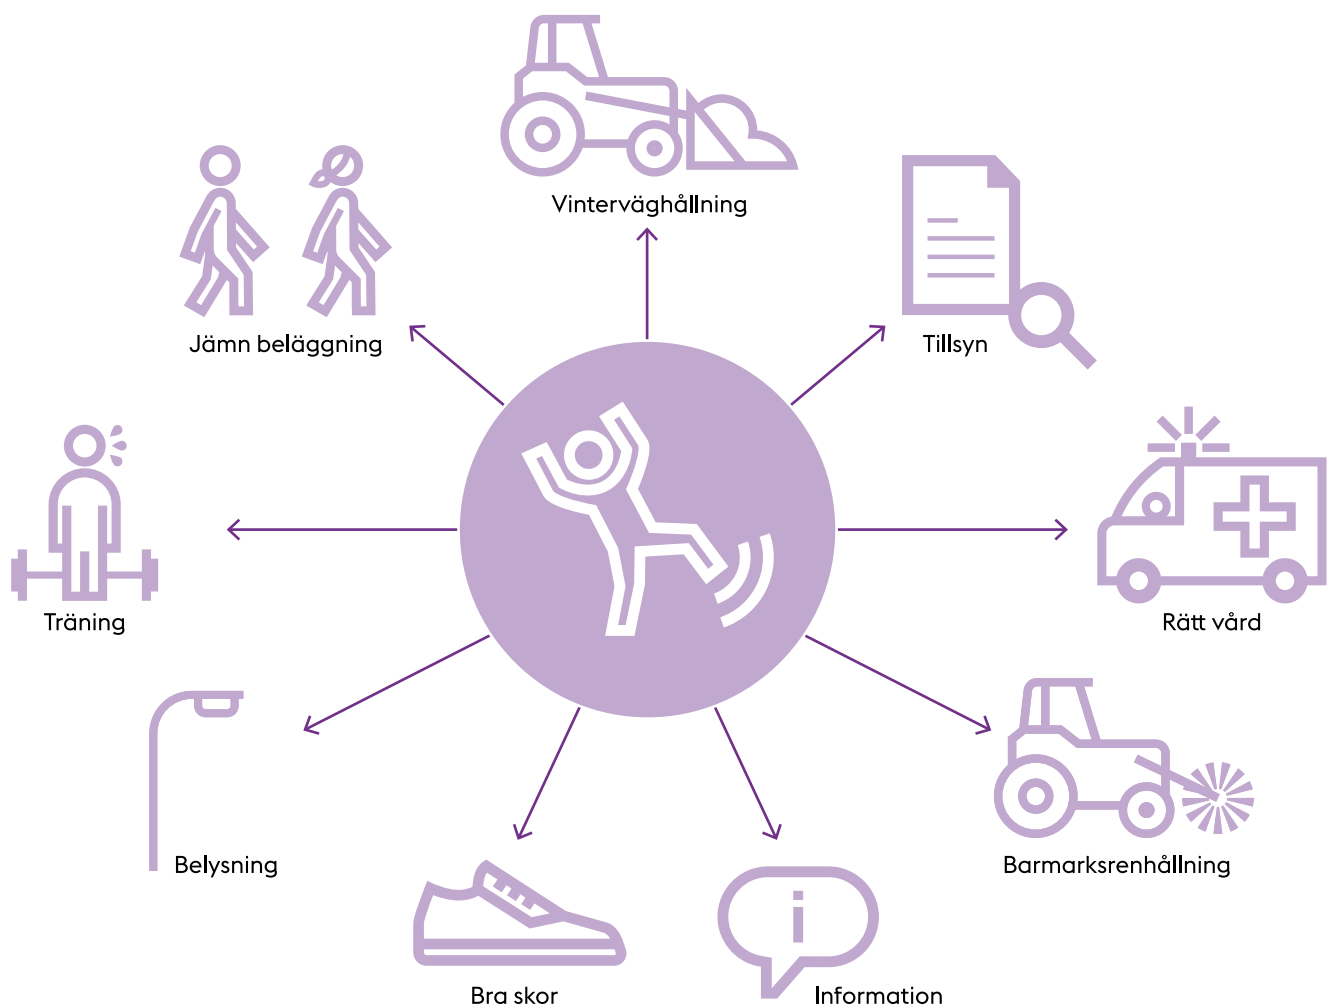 Vinterväghållning
Jämn beläggning
Tillsyn
Träning
Rätt vård
Belysning
Barmarksrenhållning
i
Bra skor
Information